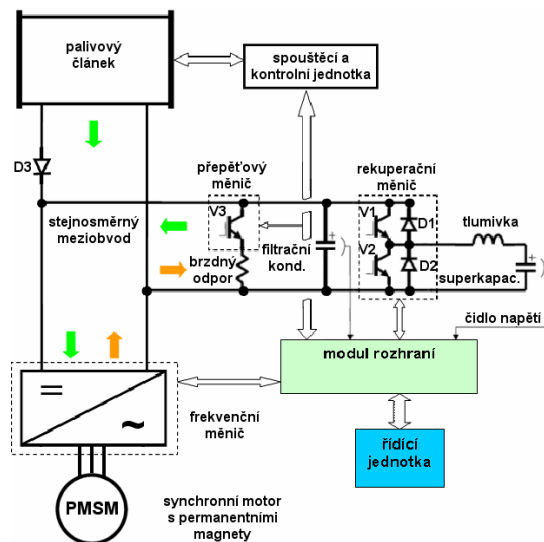 palivový
článek
spouštěcí a
kontrolní jednotka
D3
přepěťový
měnič
rekuperační
měnič
V3
V1
D1
tlumivka
stejnosměrný
meziobvod
filtrační
kond.
V2
D2
brzdný
odpor
+
+
superkapac.
čidlo napětí
modul rozhraní
=
~
frekvenční
měnič
řídící
jednotka
PMSM
synchronní motor
s permanentními
magnety